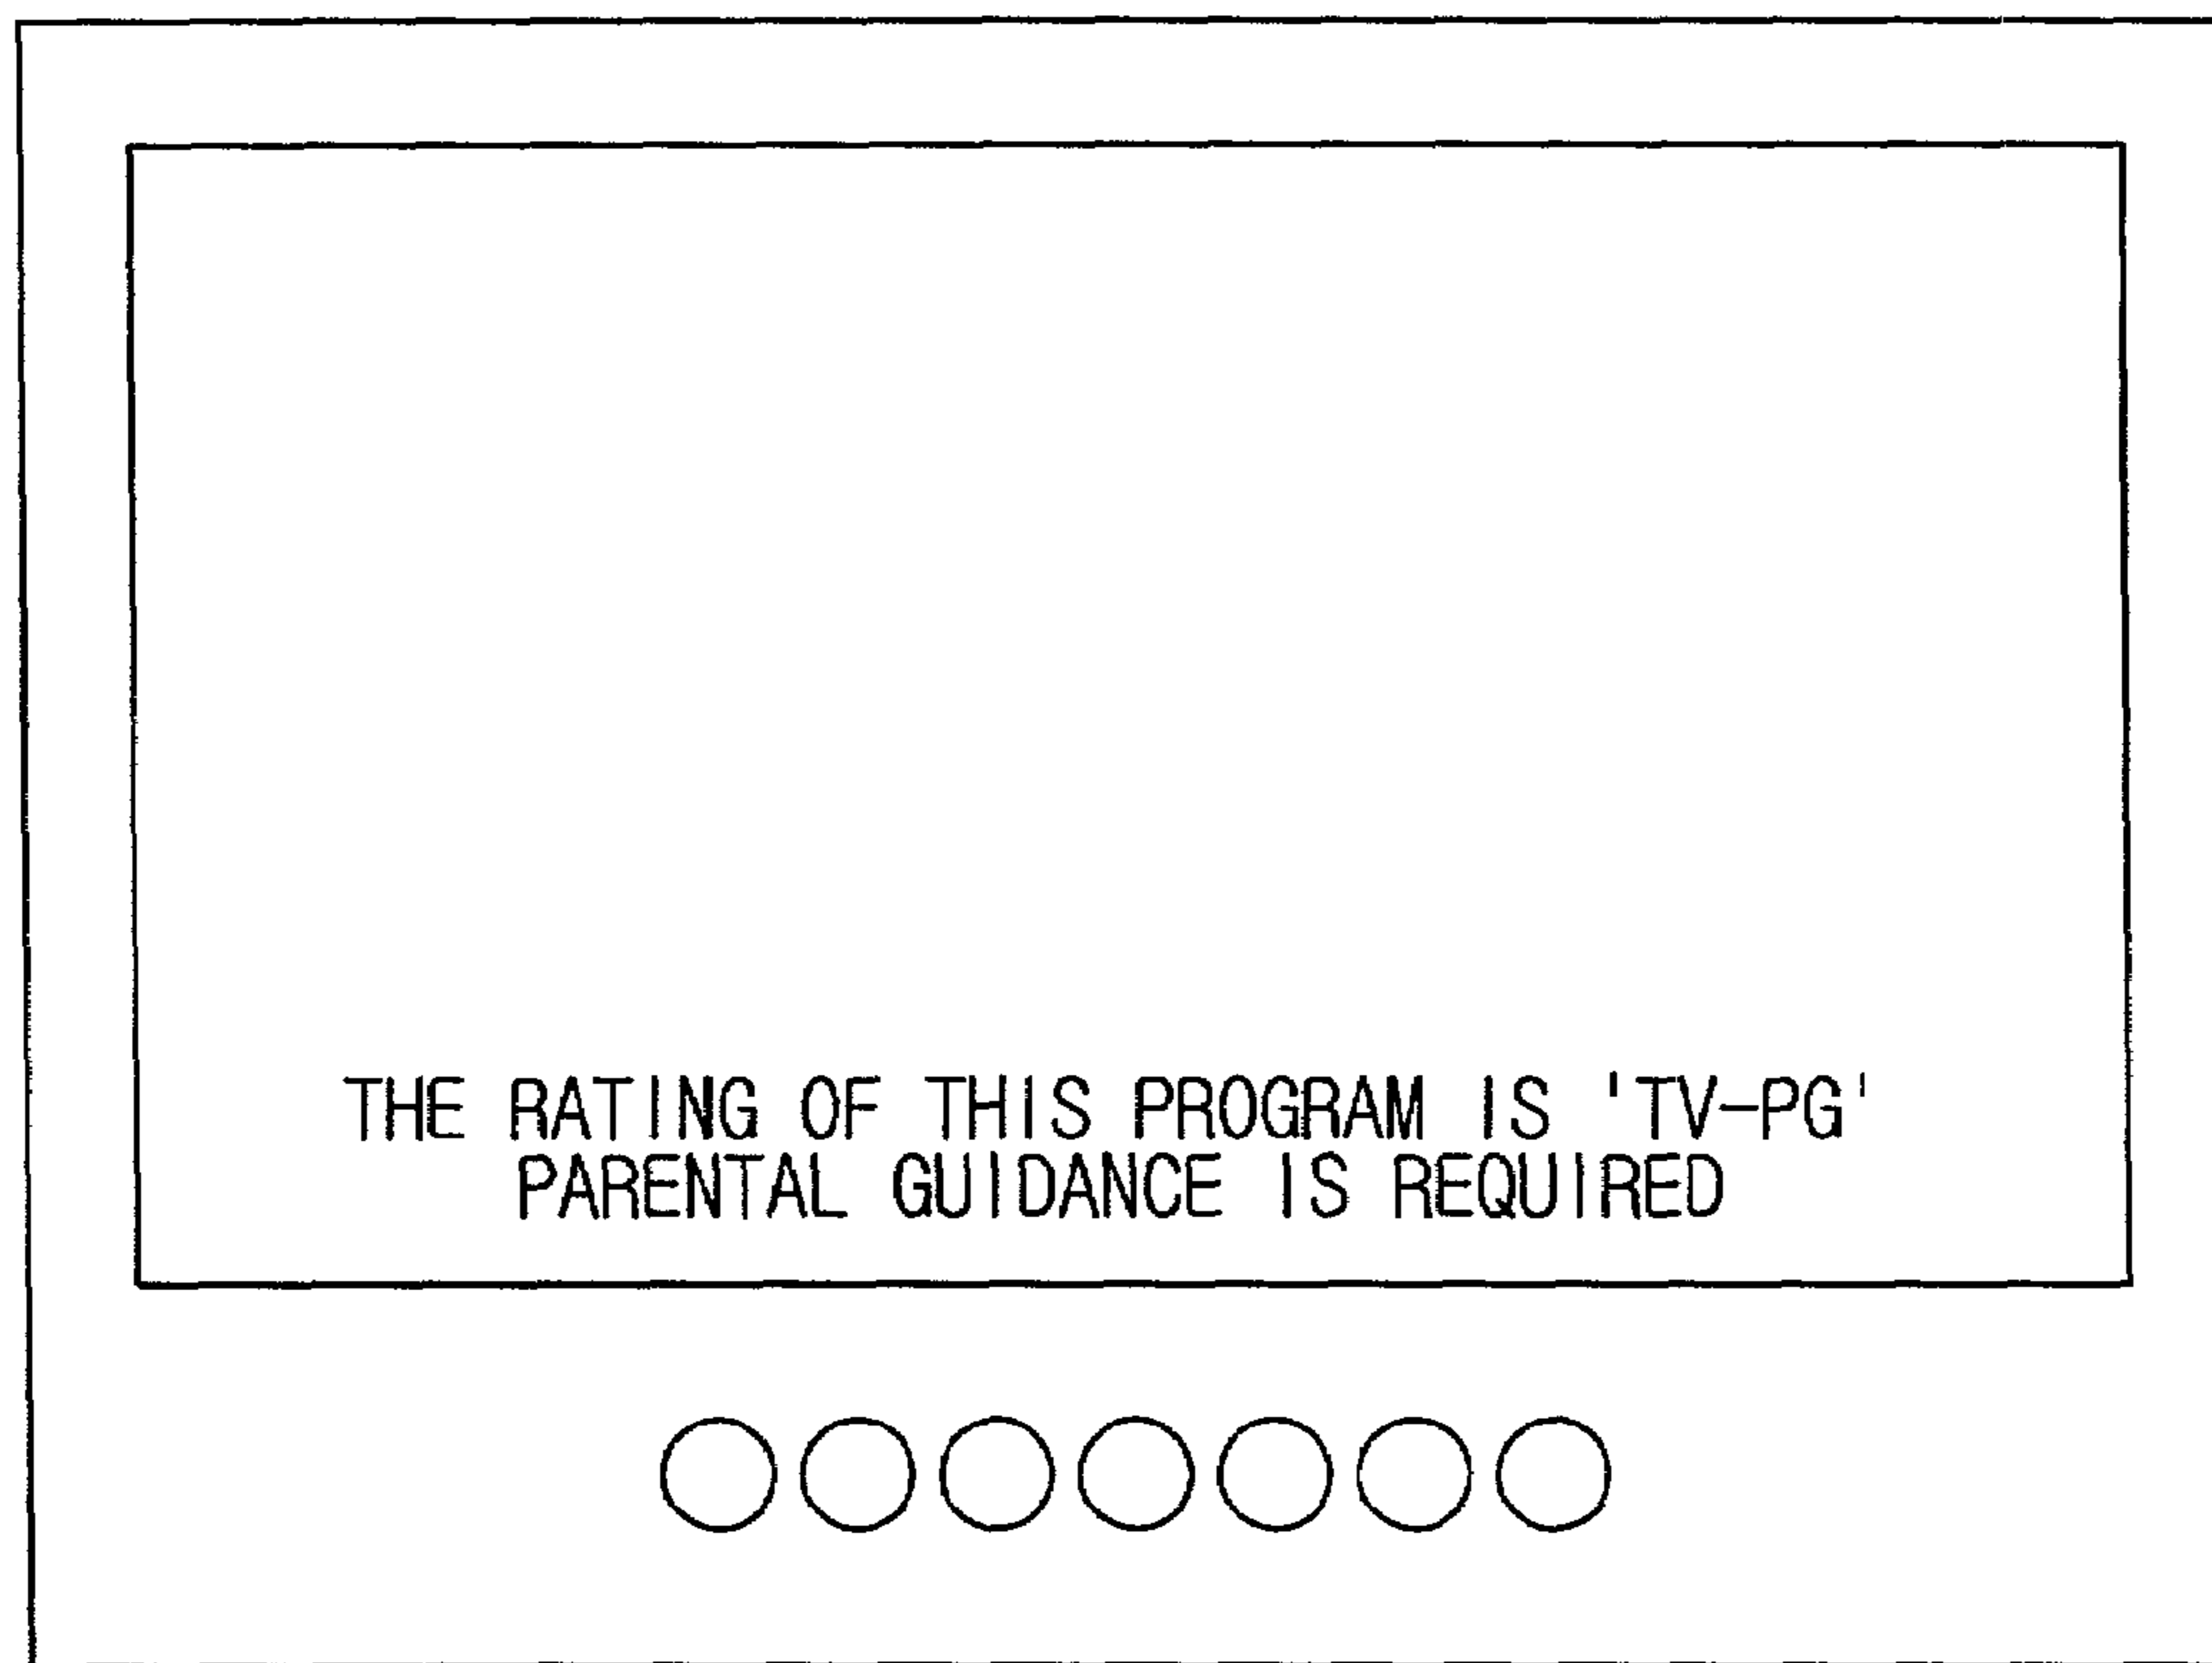 THE RATING OF THIS PROGRAM IS 'TV-PG'
PARENTAL GUIDANCE IS REQUIRED